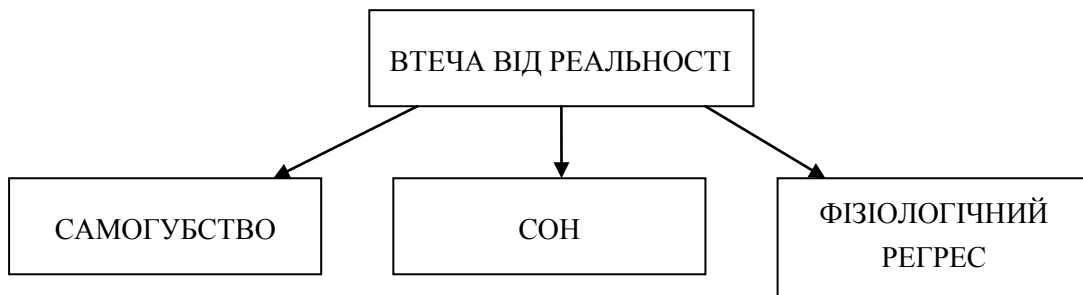 ВТЕЧА ВІД РЕАЛЬНОСТІ
САМОГУБСТВО
СОН
ФІЗІОЛОГІЧНИЙ
РЕГРЕС